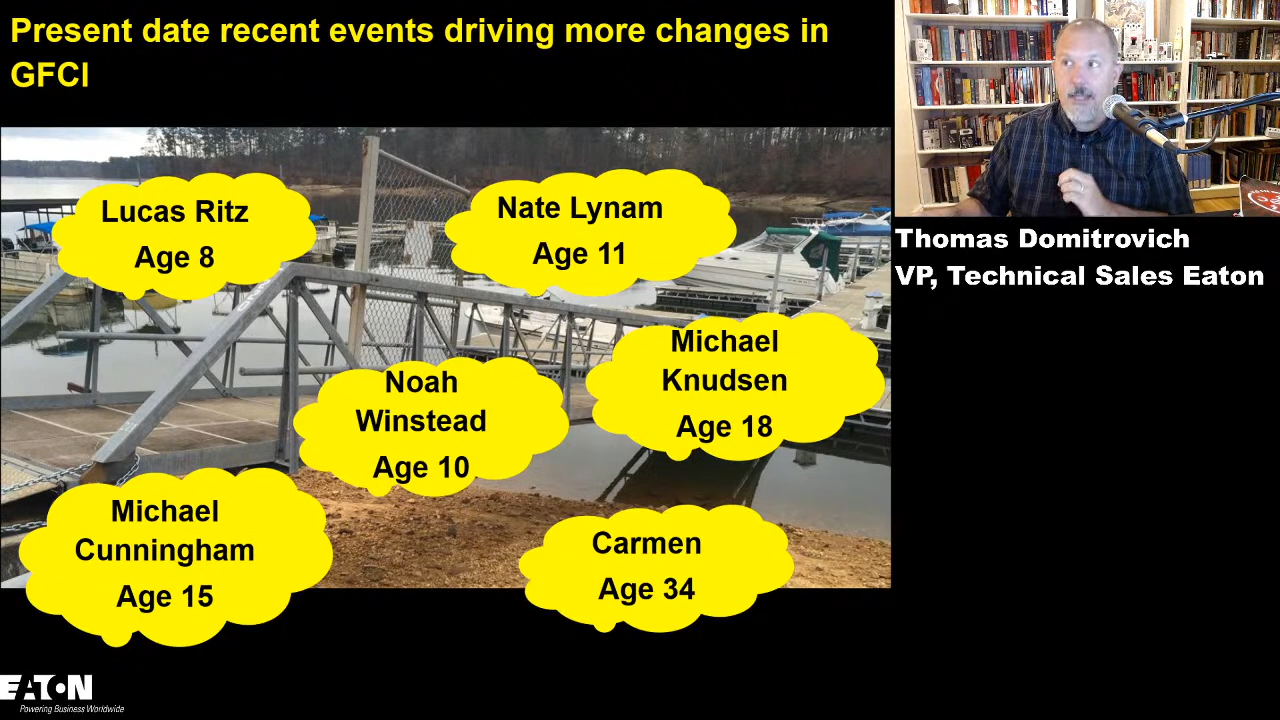 Present date recent events driving more changes in
GFCI
Thomas Domitrovich
VP, Technical Sales Eaton
Lucas Ritz
Age 8
Nate Lynam
Age 11
Michael
Knudsen
Age 18
Noah
Winstead
Age 10
Michael
Cunningham
Age 15
Carmen
Age 34
EATON
Powering Business Worldwide